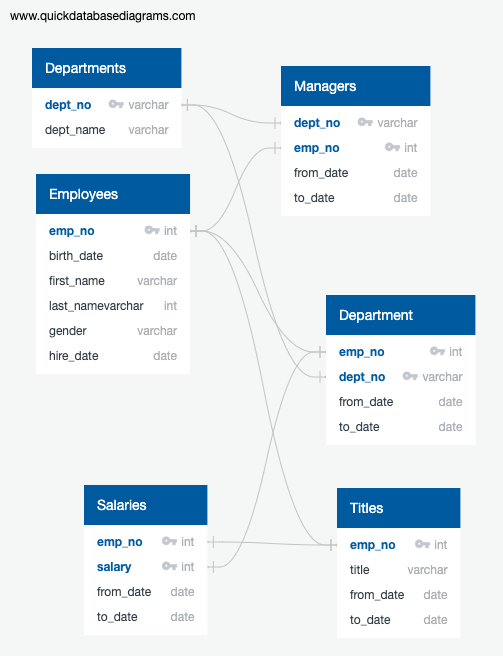 www.quickdatabasediagrams.com
Departments
dept_no varchar
dept_name varchar
Managers
dept_no varchar
emp_no int
from_date date
to_date date
Employees
emp_no int
birth_date date
first_name varchar
last_namevarchar int
gender varchar
hire_date date
Department
emp_no int
dept_no varchar
from_date date
to_date date
Salaries
emp_no int
salary int
from_date date
to_date date
Titles
emp_no int
title varchar
from_date date
to_date date